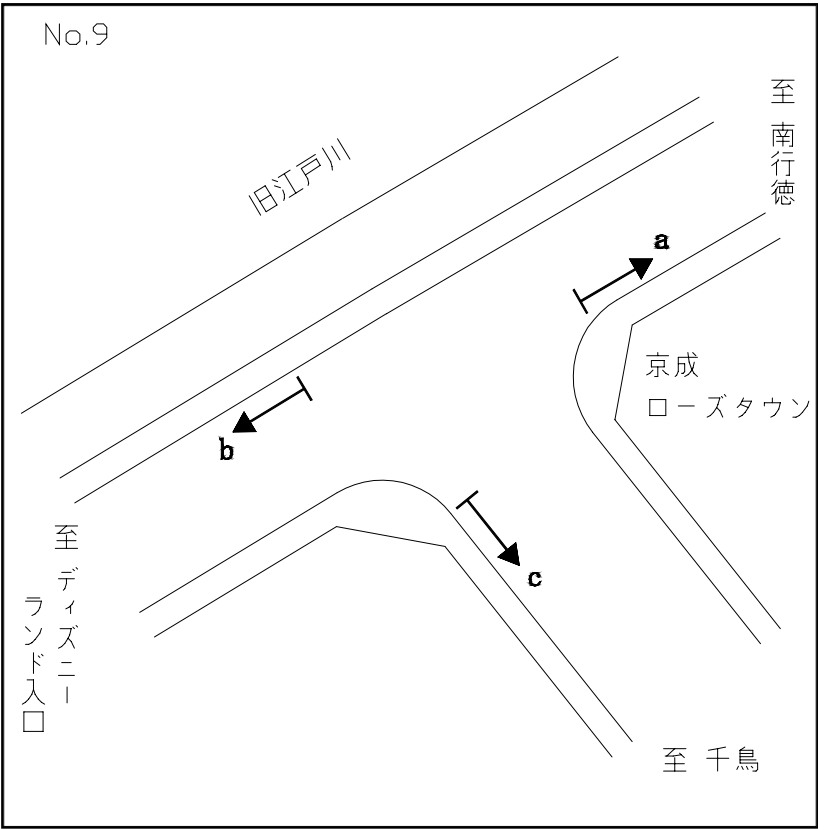 No.9
至 南行徳
旧江戸川
a
京成
ローズタウン
b
至 ディズニー
ランド入口
c
至 千鳥